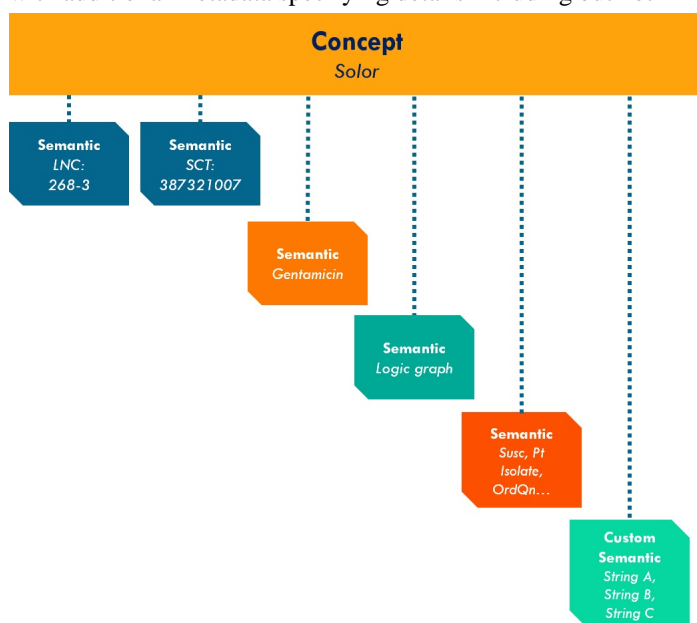 Concept
Solor
Semantic
LNC:
268-3
Semantic
SCT:
387321007
Semantic
Gentamicin
Semantic
Logic graph
Semantic
Susc, Pt
Isolate,
OrdQn...
Custom
Semantic
String A,
String B,
String C